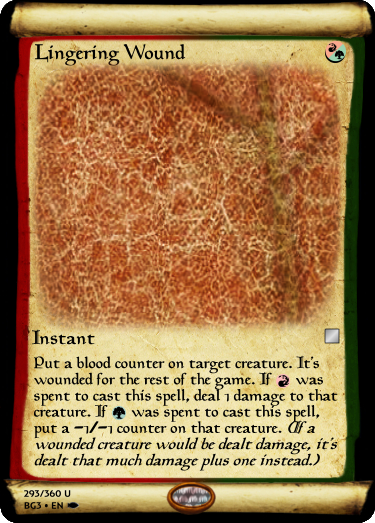 Lingering Wound
Instant
Put a blood counter on target creature. It's
wounded for the rest of the game. If was
spent to cast this spell, deal 1 damage to that
creature. If was spent to cast this spell,
put a -1/-1 counter on that creature. (If a
wounded creature would be dealt damage, it's
dealt that much damage plus one instead.)
293/360 U
BG3 • EN